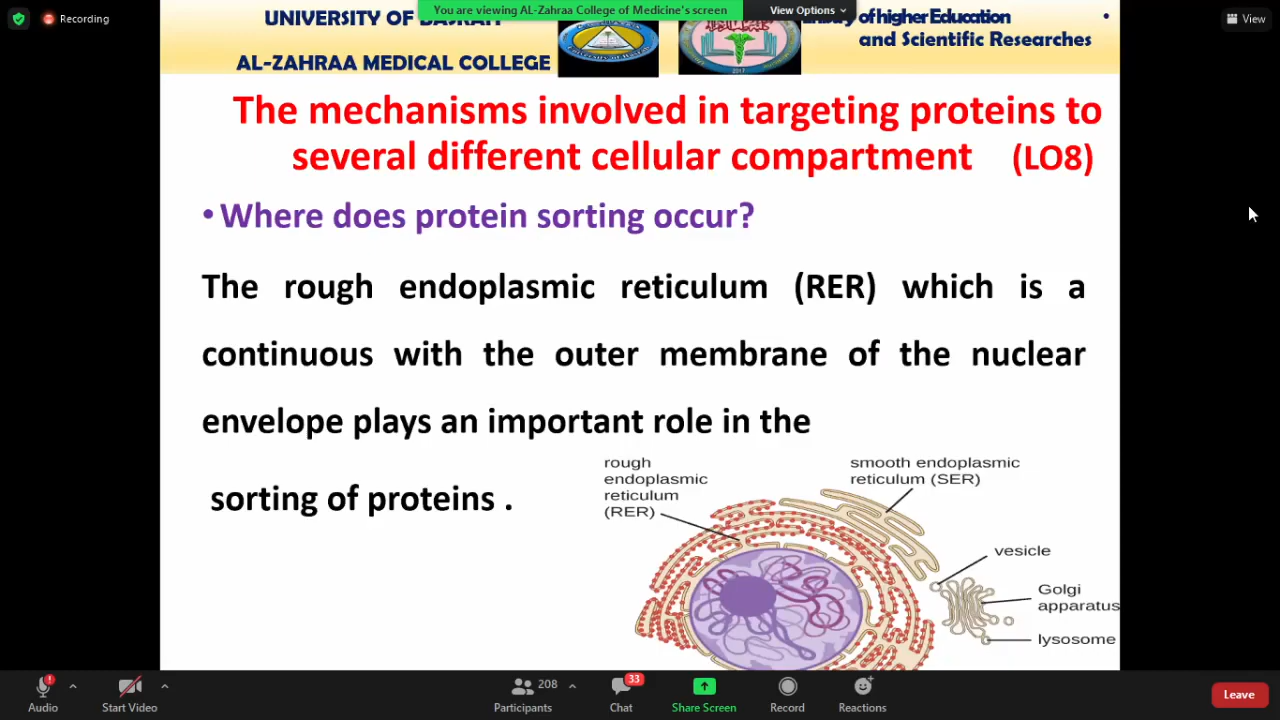 You are viewing AL-Zahraa College of Medicine's screen
View Options
Recording
View
UNIVERSITY OF BASRAH
of higher Education
and Scientific Researches
AL-ZAHRAA MEDICAL COLLEGE
2017
The mechanisms involved in targeting proteins to
several different cellular compartment (LO8)
• Where does protein sorting occur?
The rough endoplasmic reticulum (RER) which is a
continuous with the outer membrane of the nuclear
envelope plays an important role in the
sorting of proteins .
rough
endoplasmic
reticulum
(RER)
smooth endoplasmic
reticulum (SER)
vesicle
Golgi
apparatus
lysosome
Audio
Start Video
208
Participants
33
Chat
Share Screen
Record
Reactions
Leave